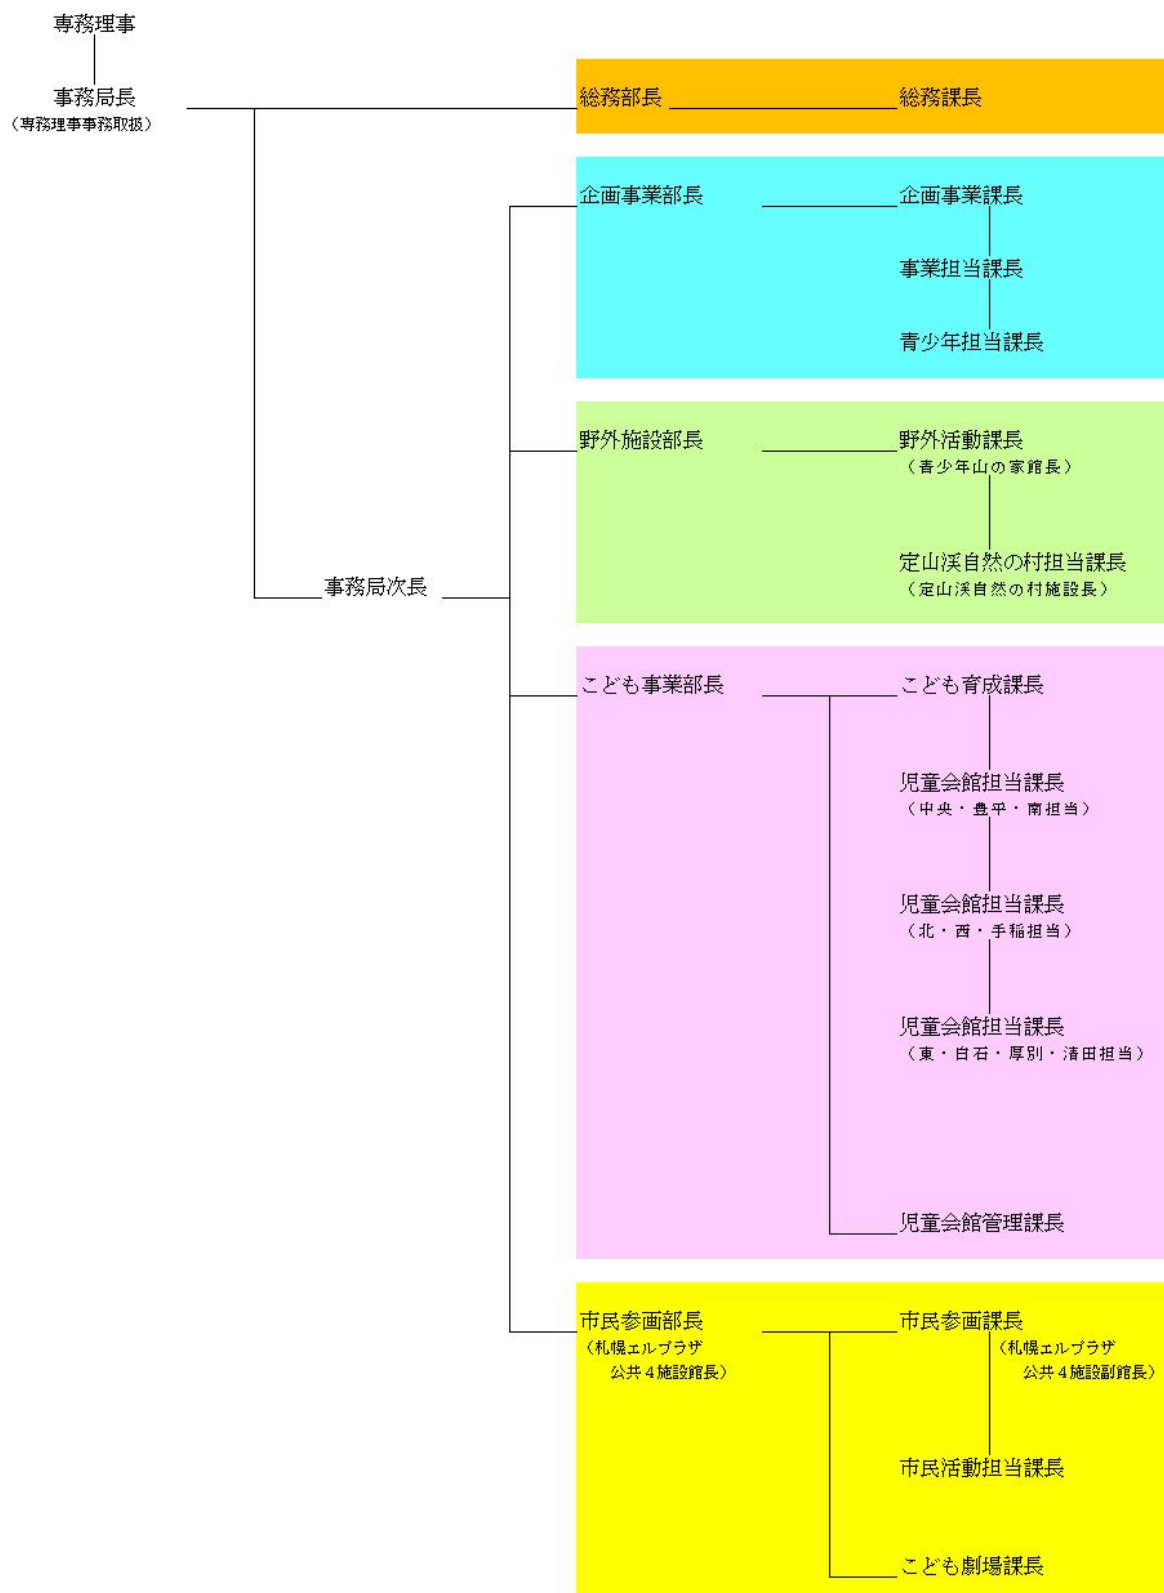 専務理事
事務局長
（専務理事事務取扱）
総務部長
総務課長
企画事業部長
企画事業課長
事業担当課長
青少年担当課長
野外施設部長
野外活動課長
（青少年山の家館長）
定山渓自然の村担当課長
（定山渓自然の村施設長）
事務局次長
こども事業部長
こども育成課長
児童会館担当課長
（中央・豊平・南担当）
児童会館担当課長
（北・西・手稲担当）
児童会館担当課長
（東・白石・厚別・清田担当）
児童会館管理課長
市民参画部長
（札幌エルプラザ
公共４施設館長）
市民参画課長
（札幌エルプラザ
公共４施設副館長）
市民活動担当課長
こども劇場課長